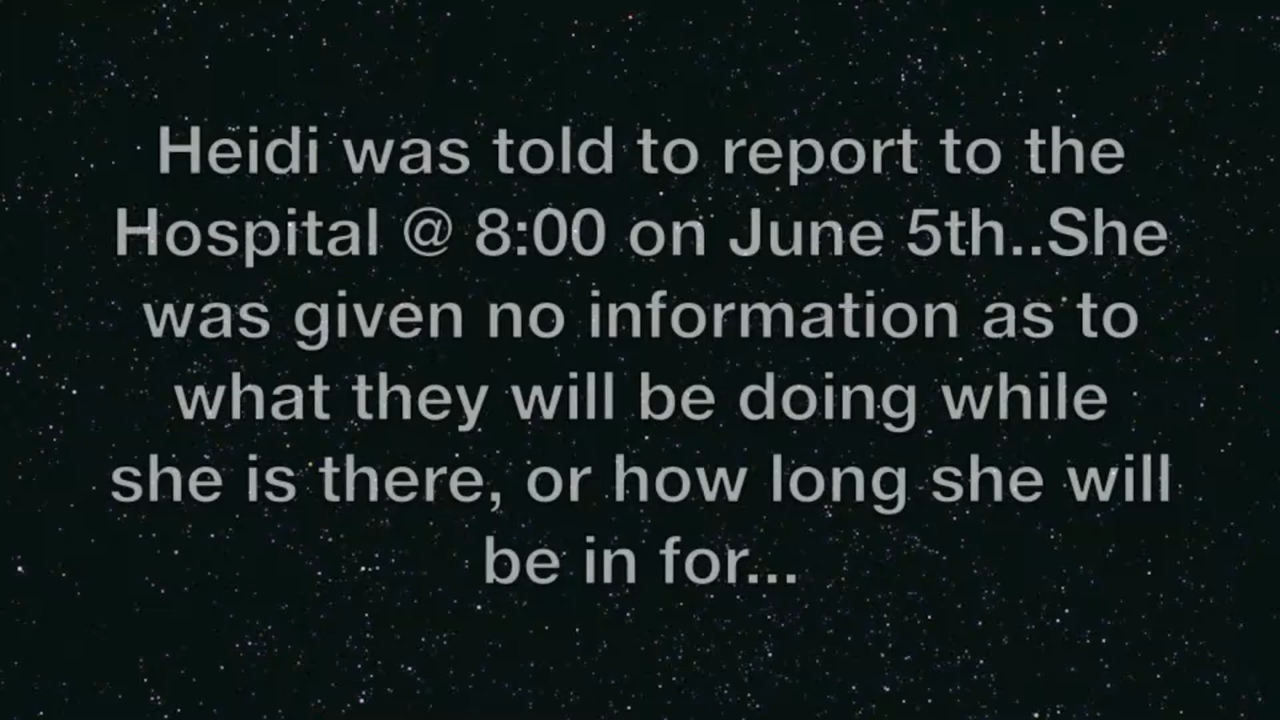 Heidi was told to report to the
Hospital @ 8:00 on June 5th..She
was given no information as to
what they will be doing while
she is there, or how long she will
be in for...